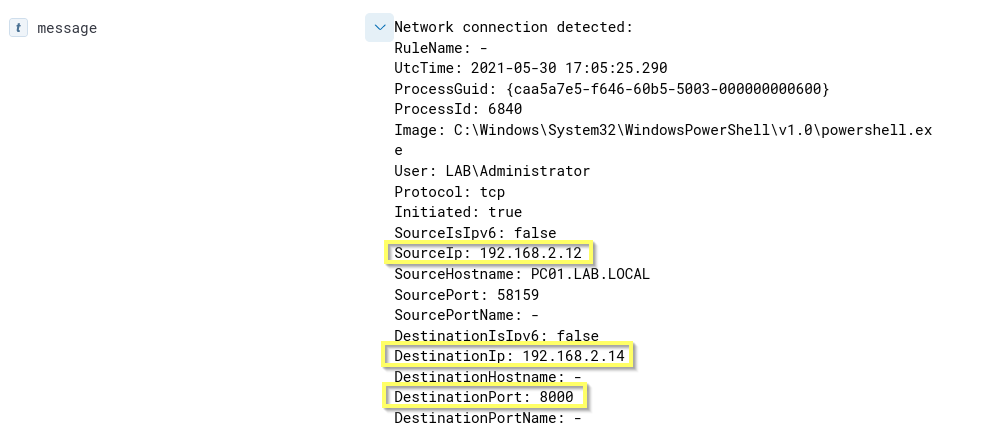 t message
Network connection detected:
RuleName: -
UtcTime: 2021-05-30 17:05:25.290
ProcessGuid: {caa5a7e5-f646-60b5-5003-000000000600}
ProcessId: 6840
Image: C:\Windows\System32\WindowsPowerShell\v1.0\powershell.ex
e
User: LAB\Administrator
Protocol: tcp
Initiated: true
SourceIsIpv6: false
SourceIp: 192.168.2.12
SourceHostname: PC01.LAB.LOCAL
SourcePort: 58159
SourcePortName: -
DestinationIsIpv6: false
DestinationIp: 192.168.2.14
DestinationHostname: -
DestinationPort: 8000
DestinationPortName: -